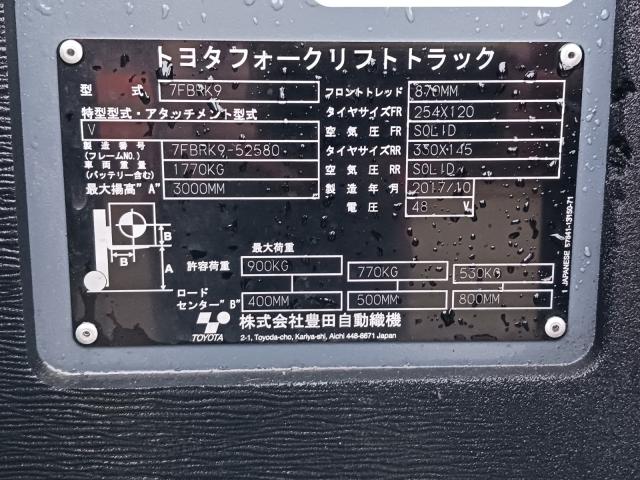 トヨタフォークリフトトラック
型式 7FBRK9 フロントトレッド 870MM
特型型式・アタッチメント型式 タイヤサイズFR 254X120
V 空気圧FR SOLID
製造番号(フレームNO.) 7FBRK9-52580 タイヤサイズRR 330X145
車両重量(バッテリー含む) 1770KG 空気圧RR SOLID
最大揚高"A" 3000MM 製造年月 2017/10
電圧 48 V
B
B
A
最大荷重
許容荷重 900KG 770KG 530KG
ロードセンター"B" 400MM 500MM 800MM
TOYOTA 株式会社豊田自動織機
2-1, Toyoda-cho, Kariya-shi, Aichi 448-8671 Japan
JAPANESE 57841-13150-71